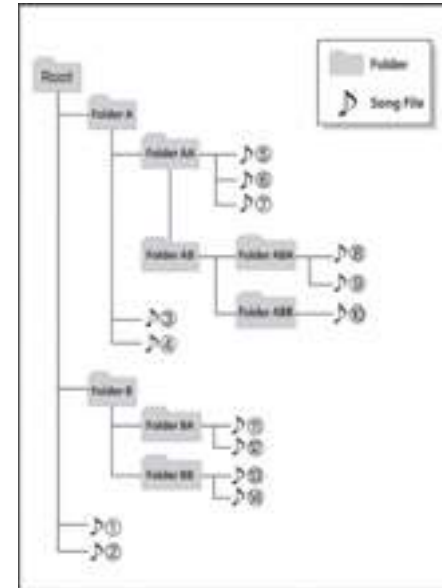 Root
Folder
Song File
Folder A
Folder AA
⑤
⑥
⑦
Folder AB
Folder ABA
⑧
⑨
Folder ABB
⑩
③
④
Folder B
Folder BA
⑪
⑫
Folder BB
⑬
⑭
①
②